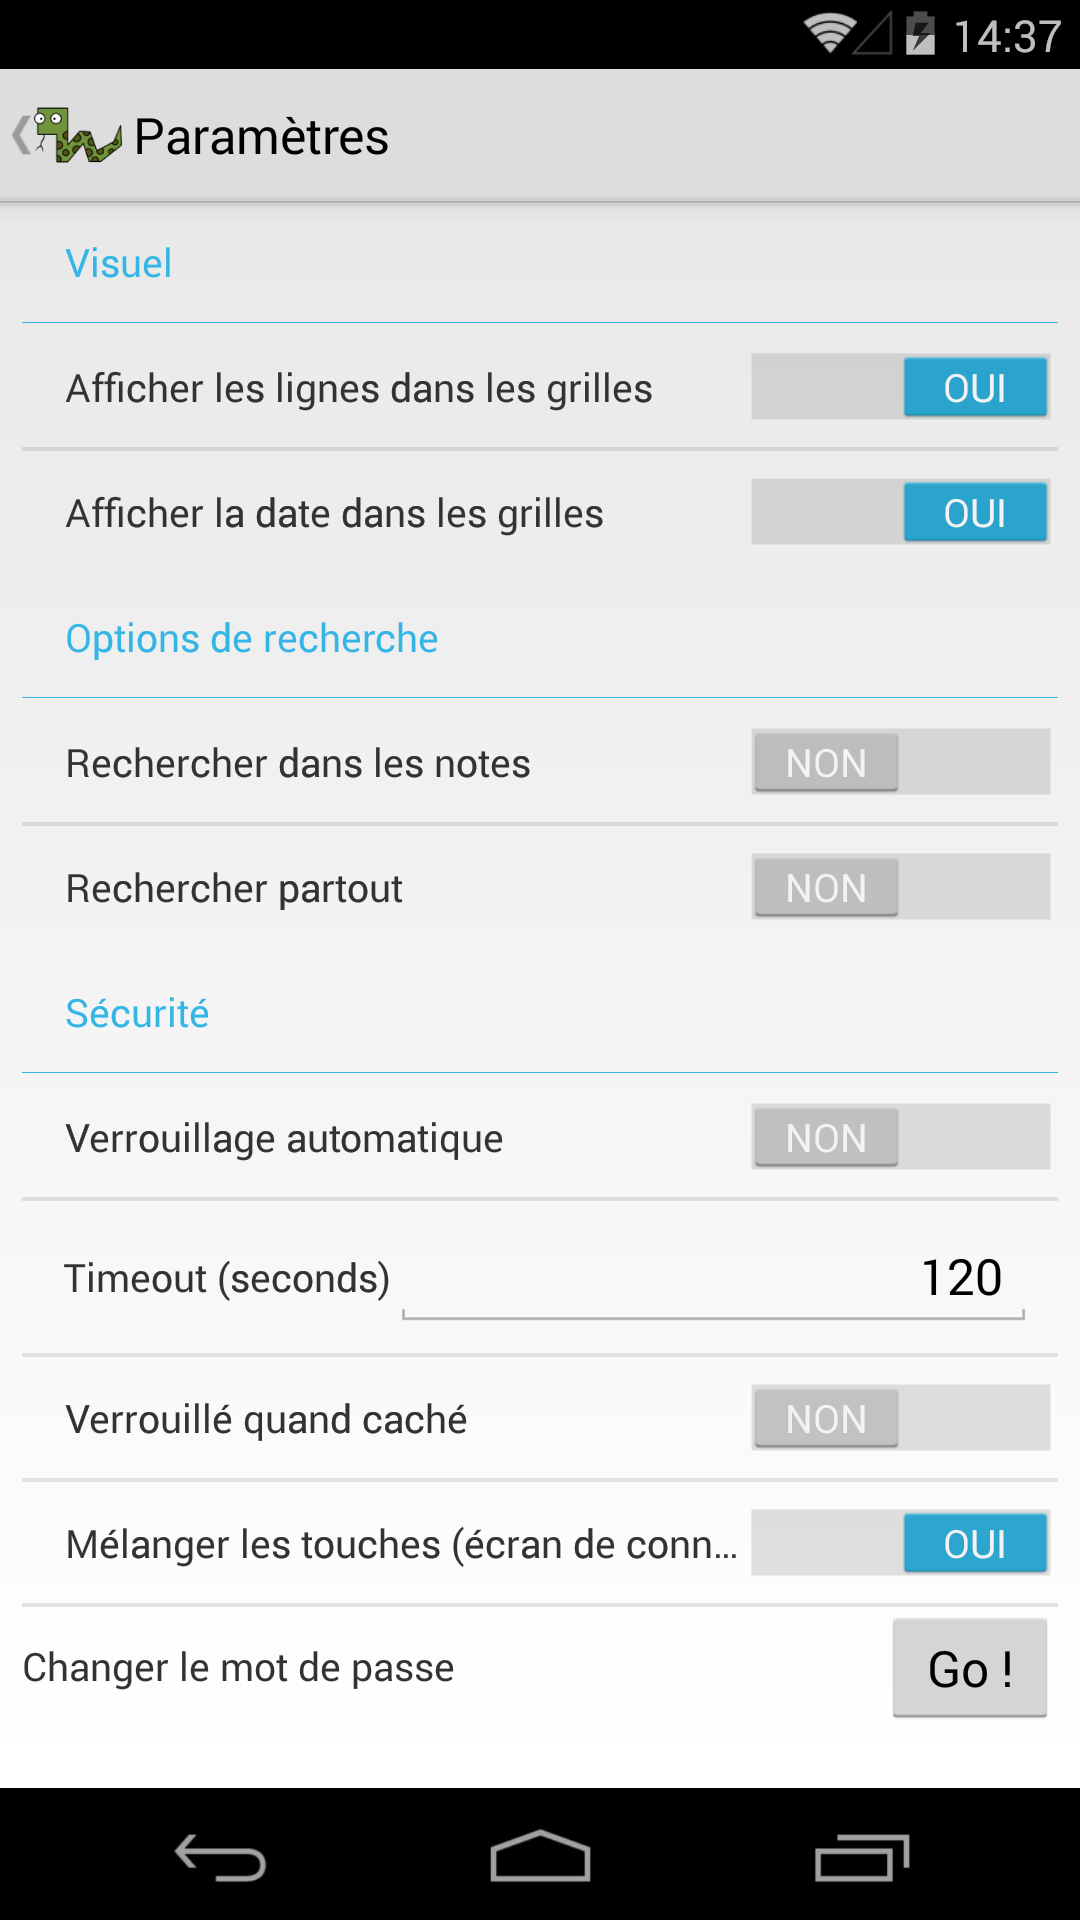 14:37
Paramètres
Visuel
Afficher les lignes dans les grilles OUI
Afficher la date dans les grilles OUI
Options de recherche
Rechercher dans les notes NON
Rechercher partout NON
Sécurité
Verrouillage automatique NON
Timeout (seconds) 120
Verrouillé quand caché NON
Mélanger les touches (écran de conn... OUI
Changer le mot de passe Go !